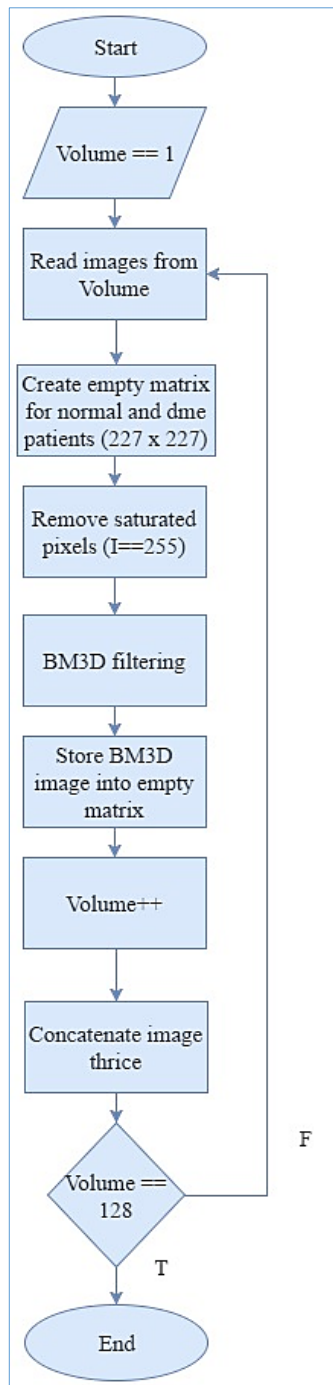 Start
Volume == 1
Read images from
Volume
Create empty matrix
for normal and dme
patients (227 x 227)
Remove saturated
pixels (I==255)
BM3D filtering
Store BM3D
image into empty
matrix
Volume++
Concatenate image
thrice
Volume ==
128
F
T
End